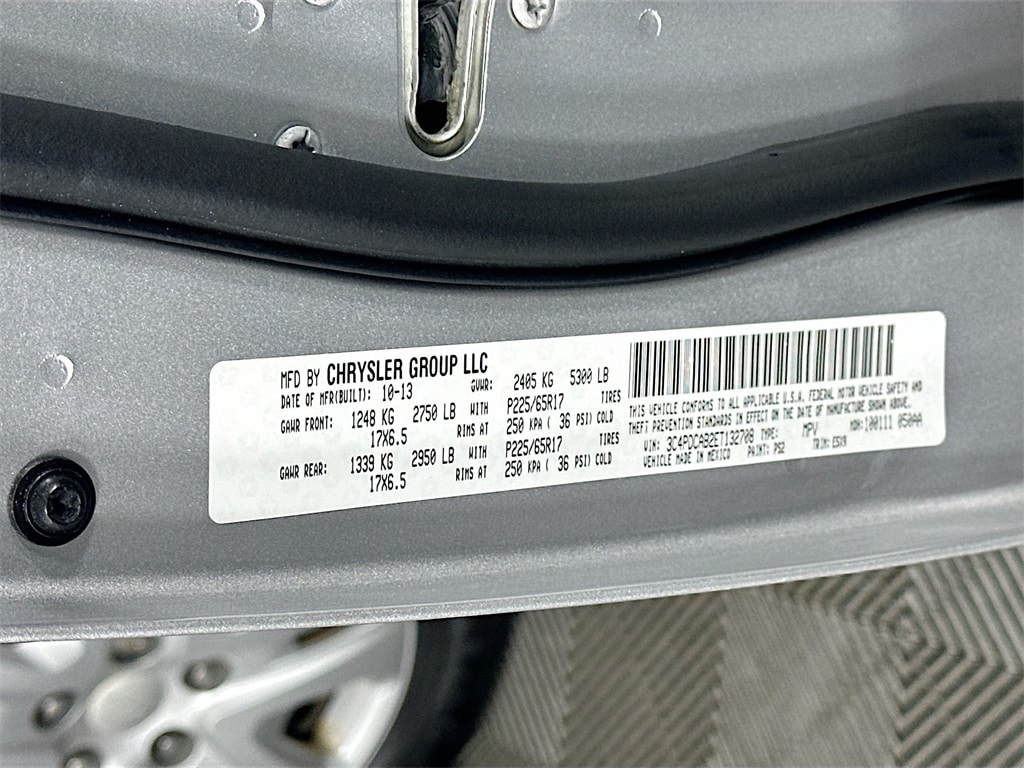 MFD BY CHRYSLER GROUP LLC
DATE OF MFR(BUILT): 10-13 GVWR: 2405 KG 5300 LB
GAWR FRONT: 1248 KG 2750 LB WITH P225/65R17 TIRES
17X6.5 RIMS AT 250 KPA ( 36 PSI) COLD
GAWR REAR: 1339 KG 2950 LB WITH P225/65R17 TIRES
17X6.5 RIMS AT 250 KPA ( 36 PSI) COLD
THIS VEHICLE CONFORMS TO ALL APPLICABLE U.S.A. FEDERAL MOTOR VEHICLE SAFETY AND
THEFT PREVENTION STANDARDS IN EFFECT ON THE DATE OF MANUFACTURE SHOWN ABOVE.
VIN: 3C4PDCAB2ET132708 TYPE: MPV MDH: 100111 050AA
VEHICLE MADE IN MEXICO PAINT: PS2 TRIM: ESX9